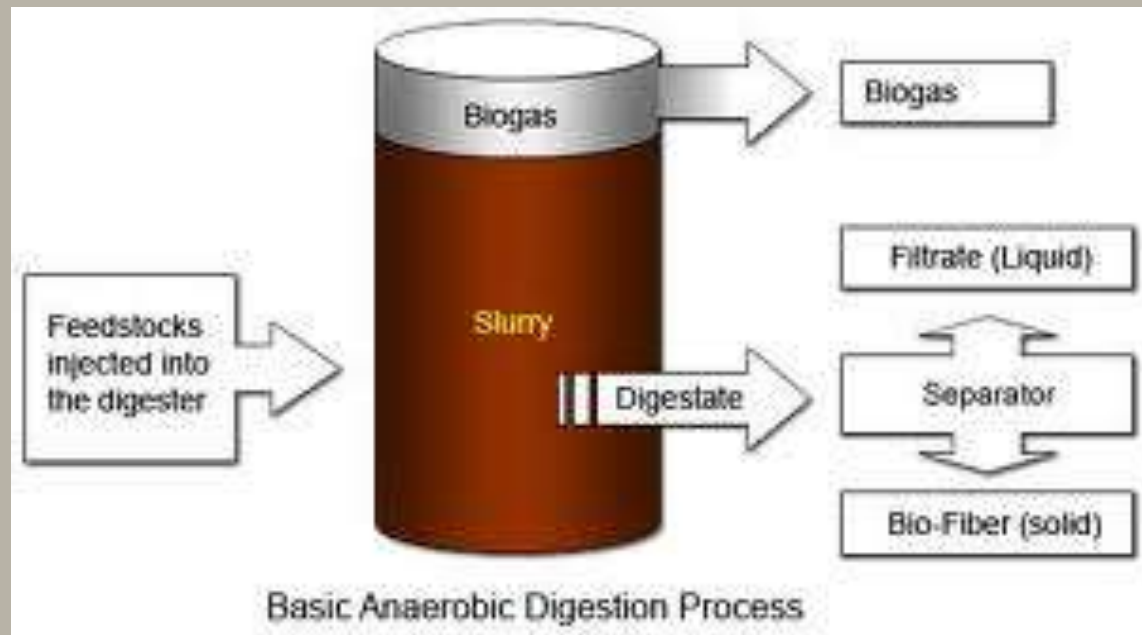 Biogas
Biogas
Feedstocks
injected into
the digester
Slurry
Digestate
Filtrate (Liquid)
Separator
Bio-Fiber (solid)
Basic Anaerobic Digestion Process